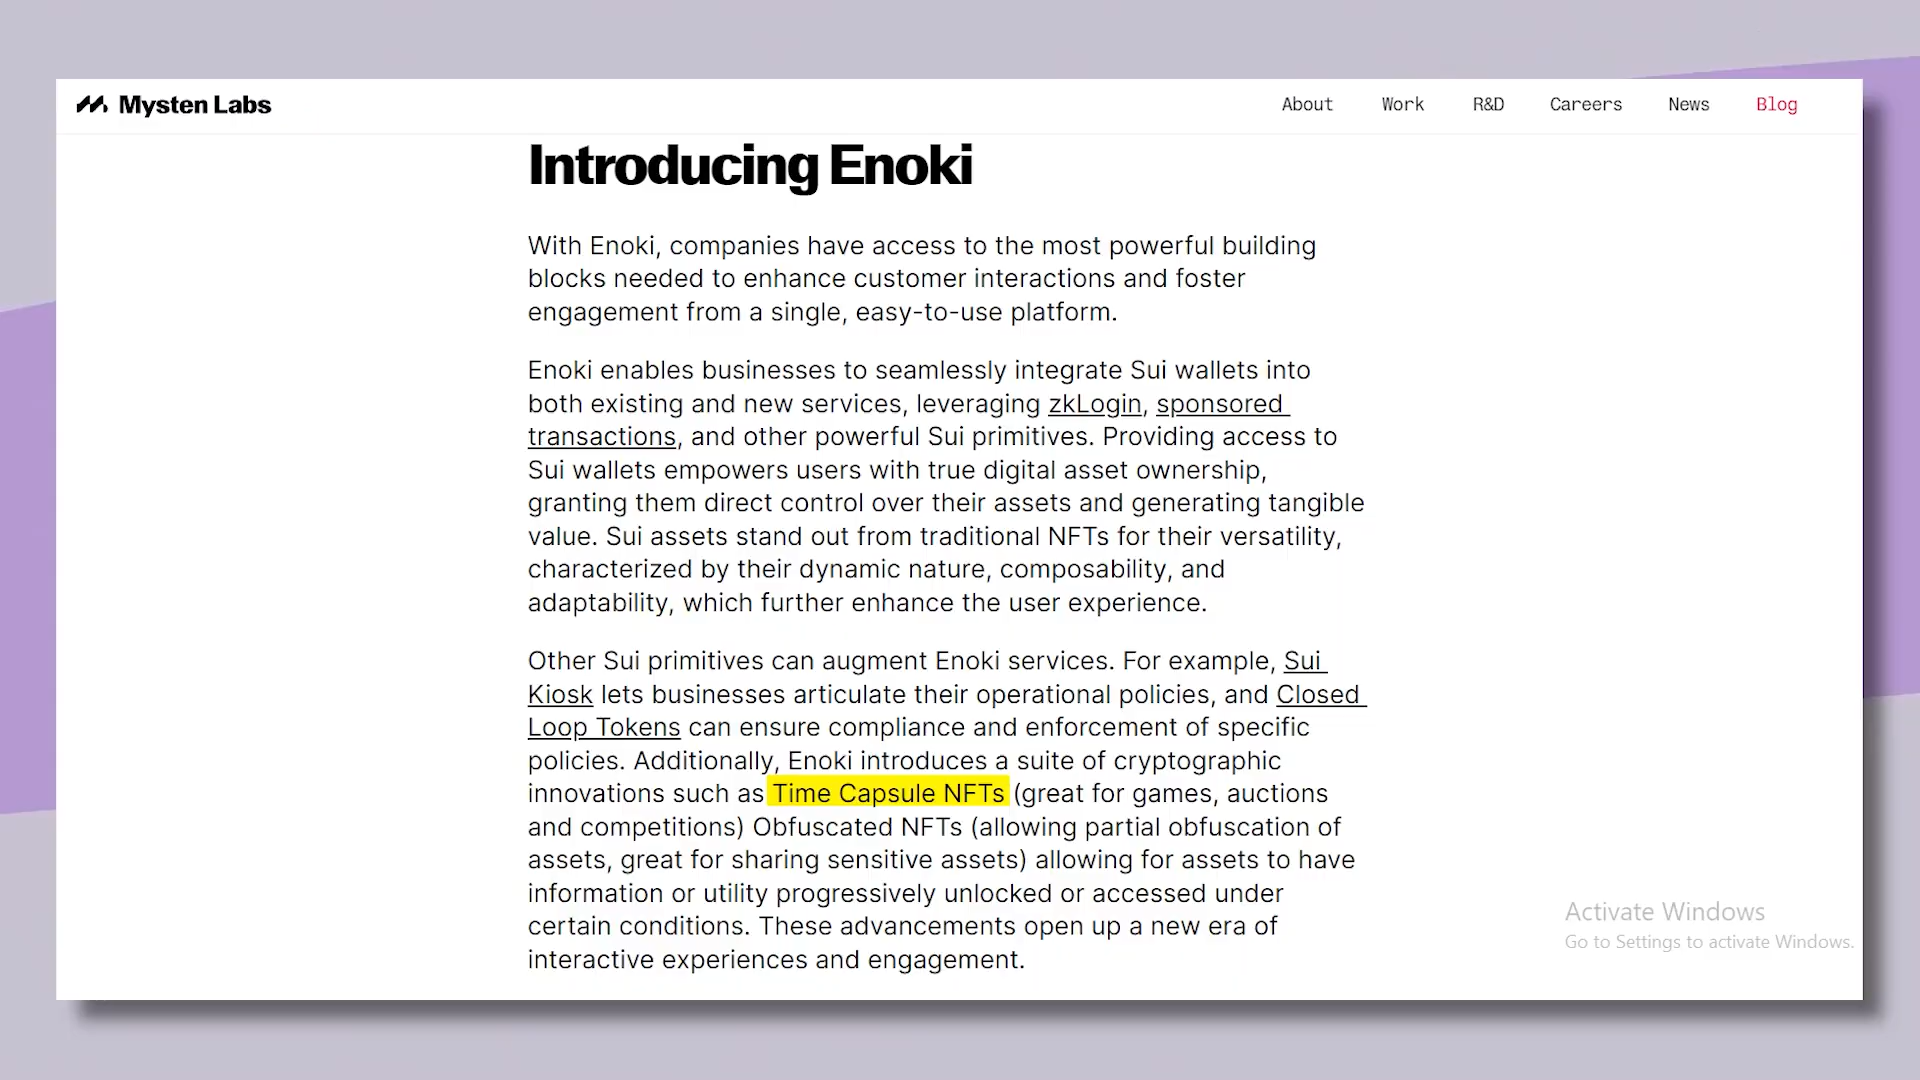 Mysten Labs
About Work R&D Careers News Blog
Introducing Enoki
With Enoki, companies have access to the most powerful building
blocks needed to enhance customer interactions and foster
engagement from a single, easy-to-use platform.
Enoki enables businesses to seamlessly integrate Sui wallets into
both existing and new services, leveraging zkLogin, sponsored
transactions, and other powerful Sui primitives. Providing access to
Sui wallets empowers users with true digital asset ownership,
granting them direct control over their assets and generating tangible
value. Sui assets stand out from traditional NFTs for their versatility,
characterized by their dynamic nature, composability, and
adaptability, which further enhance the user experience.
Other Sui primitives can augment Enoki services. For example, Sui
Kiosk lets businesses articulate their operational policies, and Closed
Loop Tokens can ensure compliance and enforcement of specific
policies. Additionally, Enoki introduces a suite of cryptographic
innovations such as Time Capsule NFTs (great for games, auctions
and competitions) Obfuscated NFTs (allowing partial obfuscation of
assets, great for sharing sensitive assets) allowing for assets to have
information or utility progressively unlocked or accessed under
certain conditions. These advancements open up a new era of
interactive experiences and engagement.
Activate Windows
Go to Settings to activate Windows.